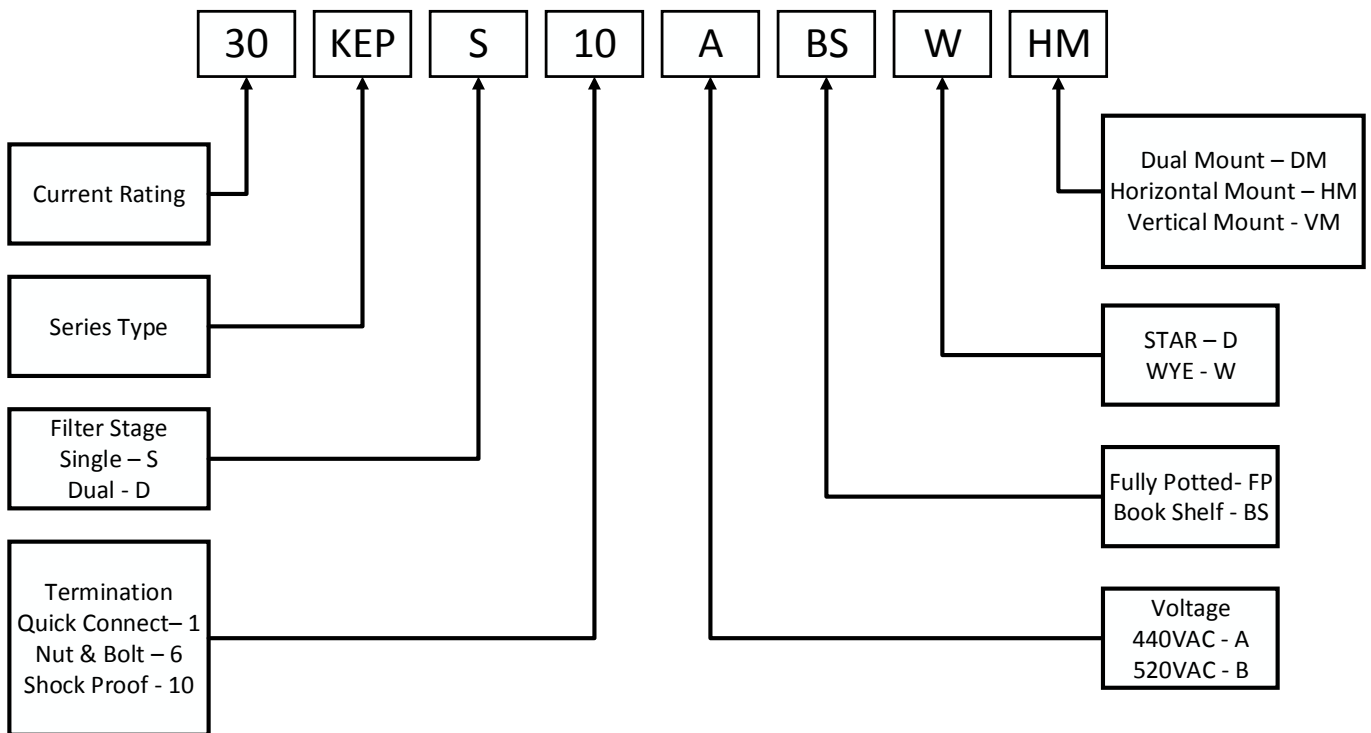 30 KEP S 10 A BS W HM
Current Rating
Series Type
Filter Stage
Single – S
Dual - D
Termination
Quick Connect– 1
Nut & Bolt – 6
Shock Proof - 10
Dual Mount – DM
Horizontal Mount – HM
Vertical Mount - VM
STAR – D
WYE - W
Fully Potted- FP
Book Shelf - BS
Voltage
440VAC - A
520VAC - B